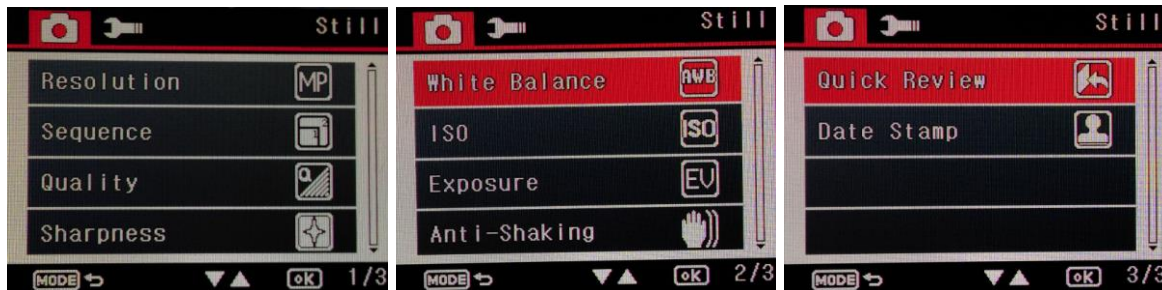 Still
Resolution MP
Sequence
Quality Q
Sharpness
MODE OK 1/3
Still
White Balance AWB
ISO ISO
Exposure EV
Anti-Shaking
MODE OK 2/3
Still
Quick Review
Date Stamp
MODE OK 3/3